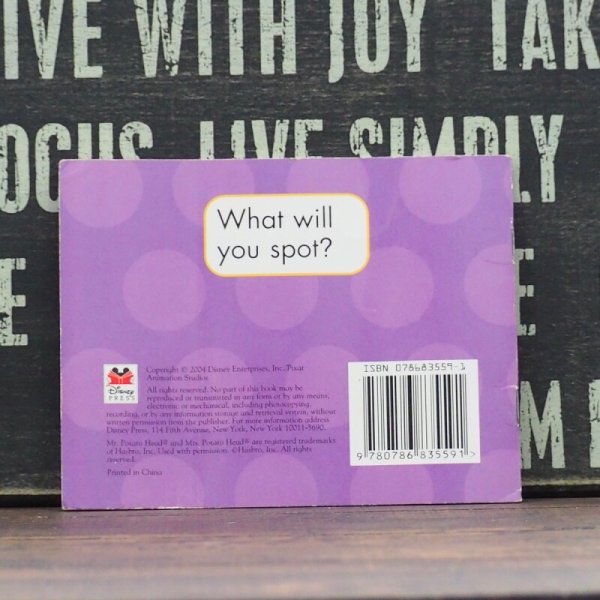 IVE WITH JOY TAK
OCUS LIVE SIMPLY
E
E
E
M
What will
you spot?
Disney
PRESS
Copyright © 2004 Disney Enterprises, Inc. Pixar
Animation Studios
All rights reserved. No part of this book may be
reproduced or transmitted in any form or by any means,
electronic or mechanical, including photocopying,
recording, or by any information storage and retrieval system, without
written permission from the publisher. For more information address
Disney Press, 114 Fifth Avenue, New York, New York 10011-5690.
Mr. Potato Head® and Mrs. Potato Head® are registered trademarks
of Hasbro, Inc. Used with permission. ©Hasbro, Inc. All rights
reserved.
Printed in China
ISBN 078683559-1
9 780786 835591 >